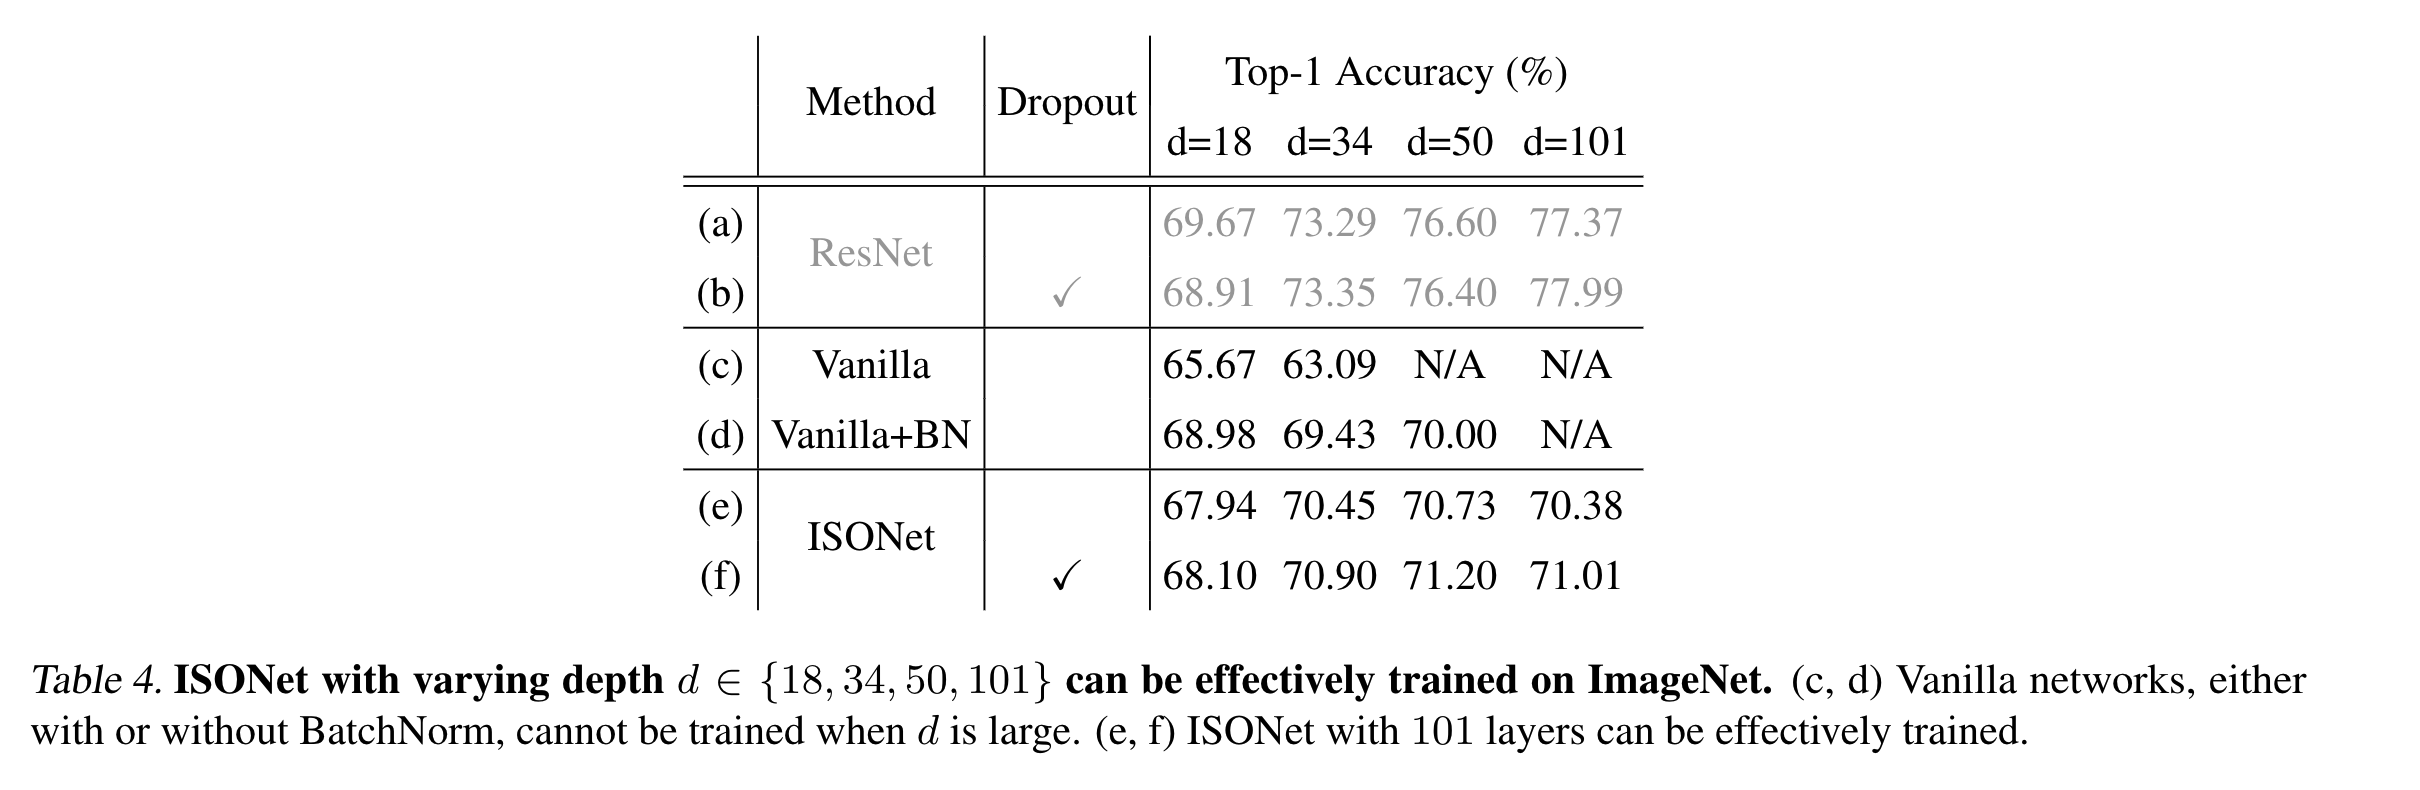 Method Dropout Top-1 Accuracy (%)
d=18 d=34 d=50 d=101
(a) ResNet 69.67 73.29 76.60 77.37
(b) ✓ 68.91 73.35 76.40 77.99
(c) Vanilla 65.67 63.09 N/A N/A
(d) Vanilla+BN 68.98 69.43 70.00 N/A
(e) ISONet 67.94 70.45 70.73 70.38
(f) ✓ 68.10 70.90 71.20 71.01
Table 4. ISONet with varying depth d ∈ {18, 34, 50, 101} can be effectively trained on ImageNet. (c, d) Vanilla networks, either
with or without BatchNorm, cannot be trained when d is large. (e, f) ISONet with 101 layers can be effectively trained.